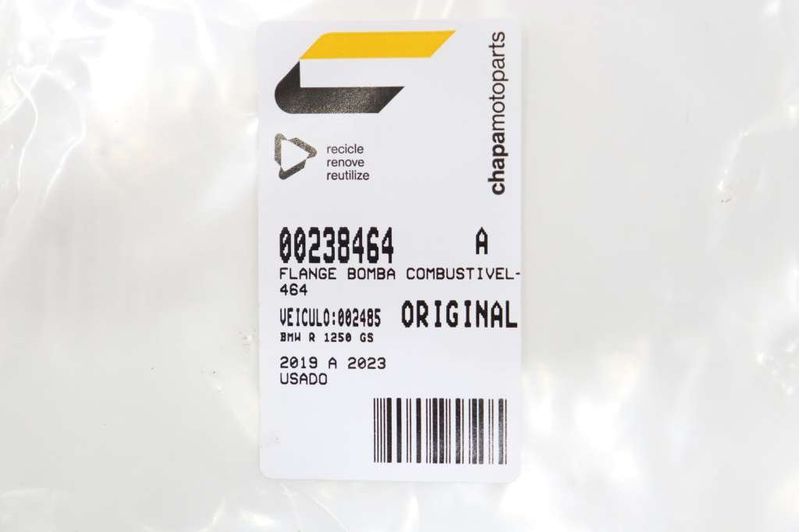 chapamotoparts
recicle
renove
reutilize
00238464 A
FLANGE BOMBA COMBUSTIVEL-
464
VEICULO:002485 ORIGINAL
BMW R 1250 GS
2019 A 2023
USADO